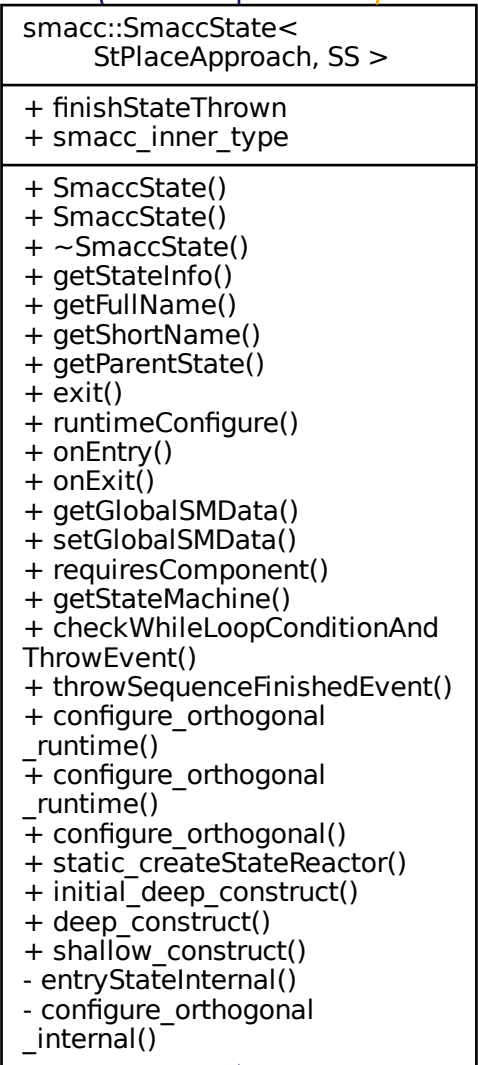 smacc::SmaccState<
StPlaceApproach, SS >
+ finishStateThrown
+ smacc_inner_type
+ SmaccState()
+ SmaccState()
+ ~SmaccState()
+ getStateInfo()
+ getFullName()
+ getShortName()
+ getParentState()
+ exit()
+ runtimeConfigure()
+ onEntry()
+ onExit()
+ getGlobalSMData()
+ setGlobalSMData()
+ requiresComponent()
+ getStateMachine()
+ checkWhileLoopConditionAnd
ThrowEvent()
+ throwSequenceFinishedEvent()
+ configure_orthogonal
_runtime()
+ configure_orthogonal
_runtime()
+ configure_orthogonal()
+ static_createStateReactor()
+ initial_deep_construct()
+ deep_construct()
+ shallow_construct()
- entryStateInternal()
- configure_orthogonal
_internal()